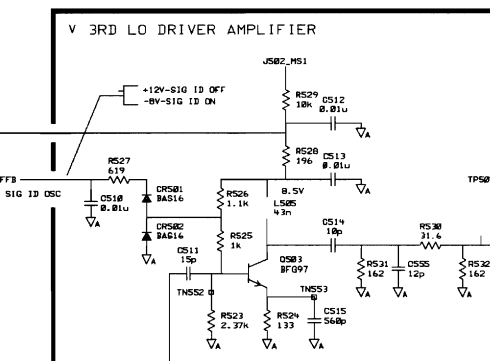 V 3RD LO DRIVER AMPLIFIER
J502_MS1
+12V-SIG ID OFF
-8V-SIG ID ON
R529
10k
C512
0.01u
A
R528
196
C513
0.01u
A
FFB
SIG ID OSC
R527
619
C510
0.01u
A
CR501
BAS16
CR502
BAS16
A
R526
1.1k
8.5V
L505
43n
R525
1k
C511
15p
Q503
BFG97
C514
10p
R530
31.6
TP50
R531
162
A
C555
12p
A
R532
162
A
TN552
TN553
R523
2.37k
A
R524
133
A
C515
560p
A